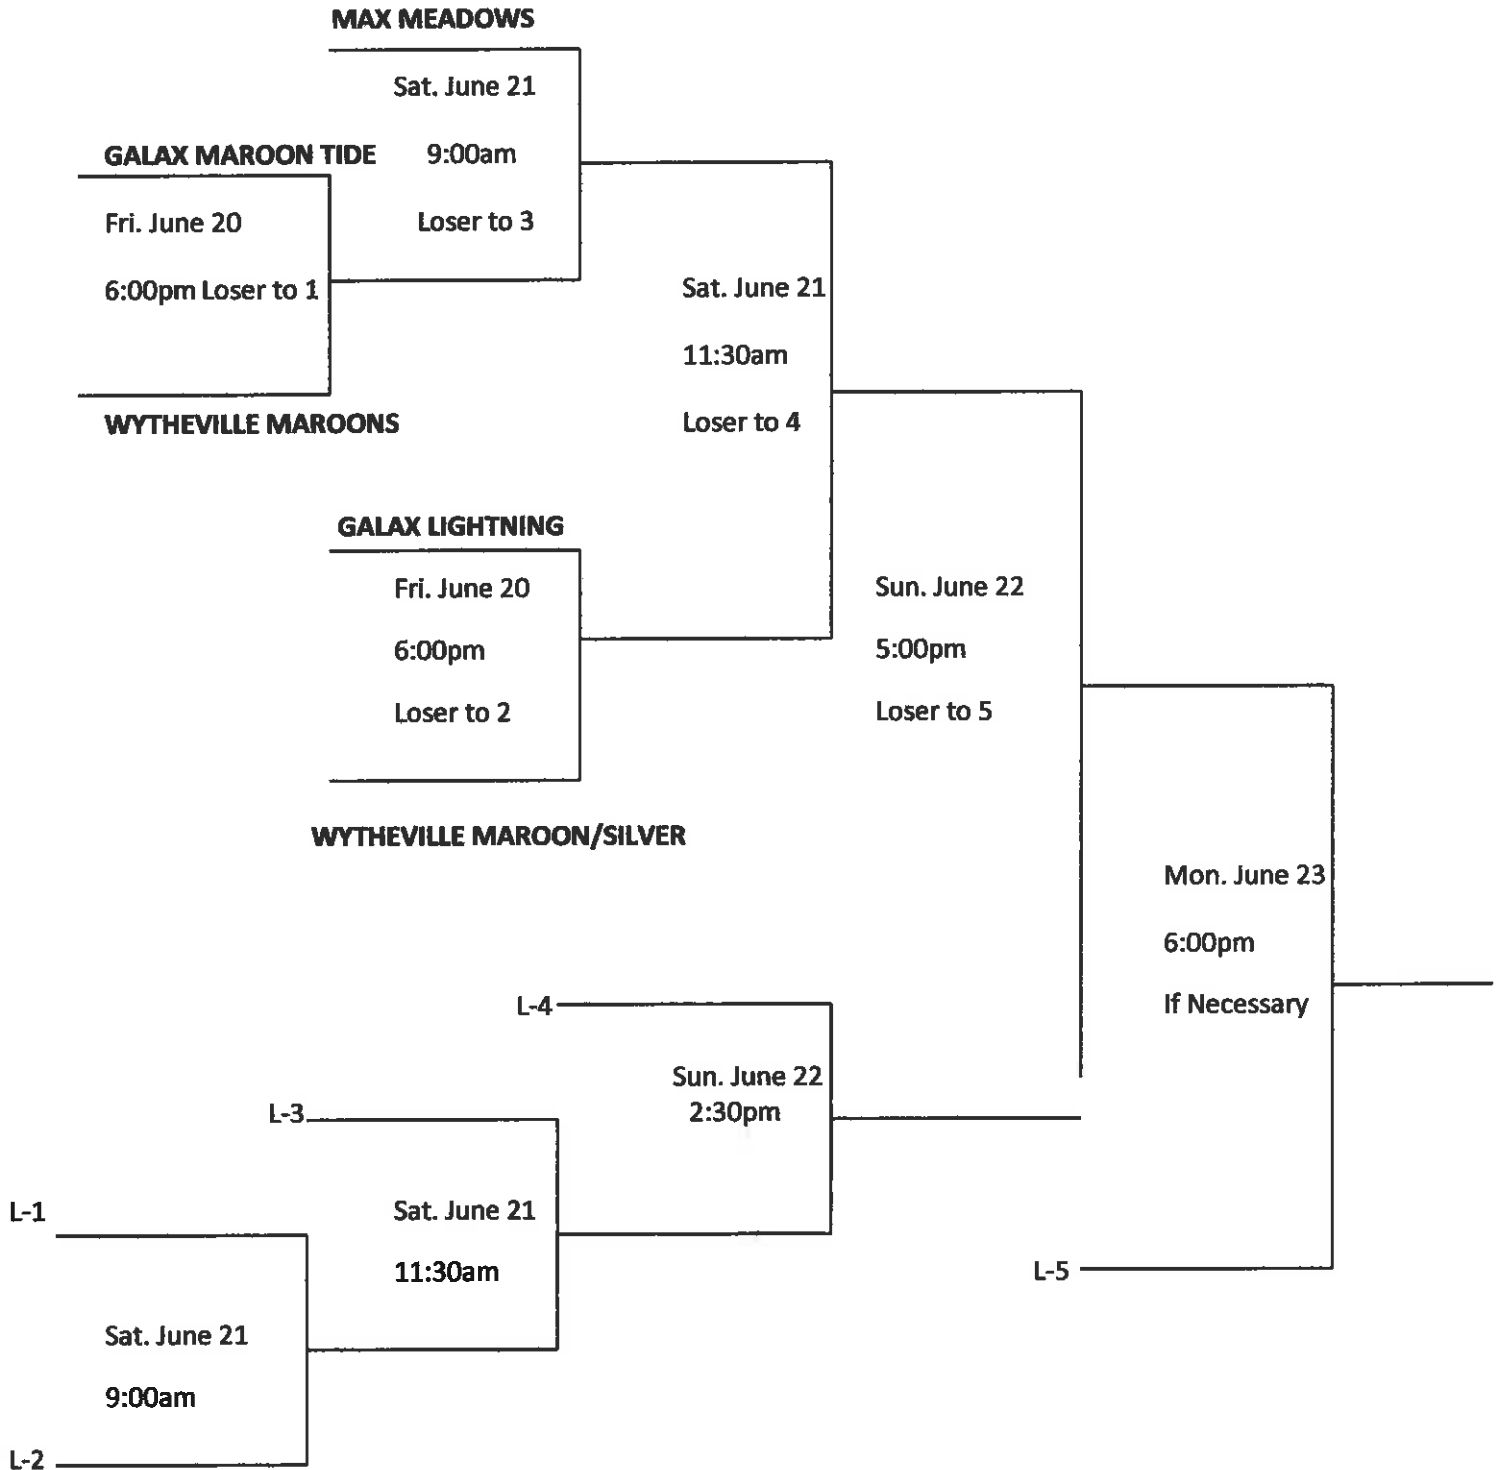 MAX MEADOWS
Sat. June 21
9:00am
Loser to 3
GALAX MAROON TIDE
Fri. June 20
6:00pm Loser to 1
WYTHEVILLE MAROONS
Sat. June 21
11:30am
Loser to 4
GALAX LIGHTNING
Fri. June 20
6:00pm
Loser to 2
WYTHEVILLE MAROON/SILVER
Sun. June 22
5:00pm
Loser to 5
Mon. June 23
6:00pm
If Necessary
L-4
Sun. June 22
2:30pm
L-3
Sat. June 21
11:30am
L-1
Sat. June 21
9:00am
L-2
L-5